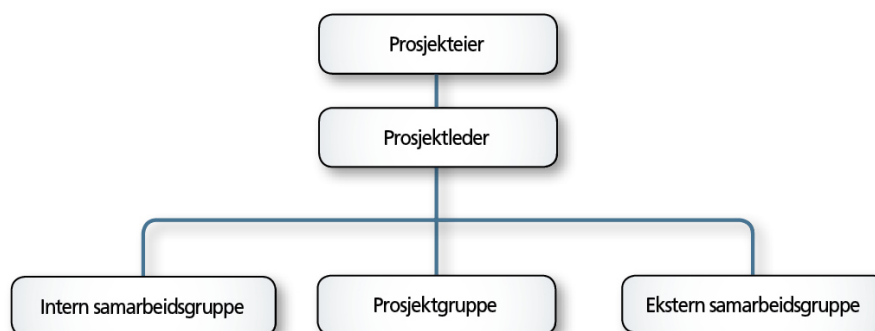 Prosjekteier
Prosjektleder
Intern samarbeidsgruppe
Prosjektgruppe
Ekstern samarbeidsgruppe